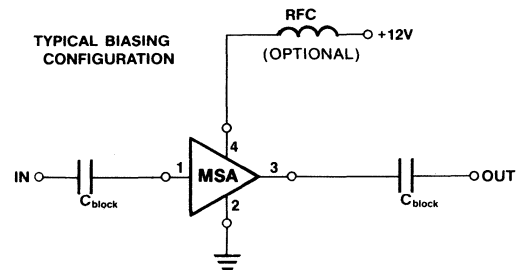 TYPICAL BIASING
CONFIGURATION
RFC
(OPTIONAL)
+12V
4
IN
1
MSA
3
OUT
C block
2
C block